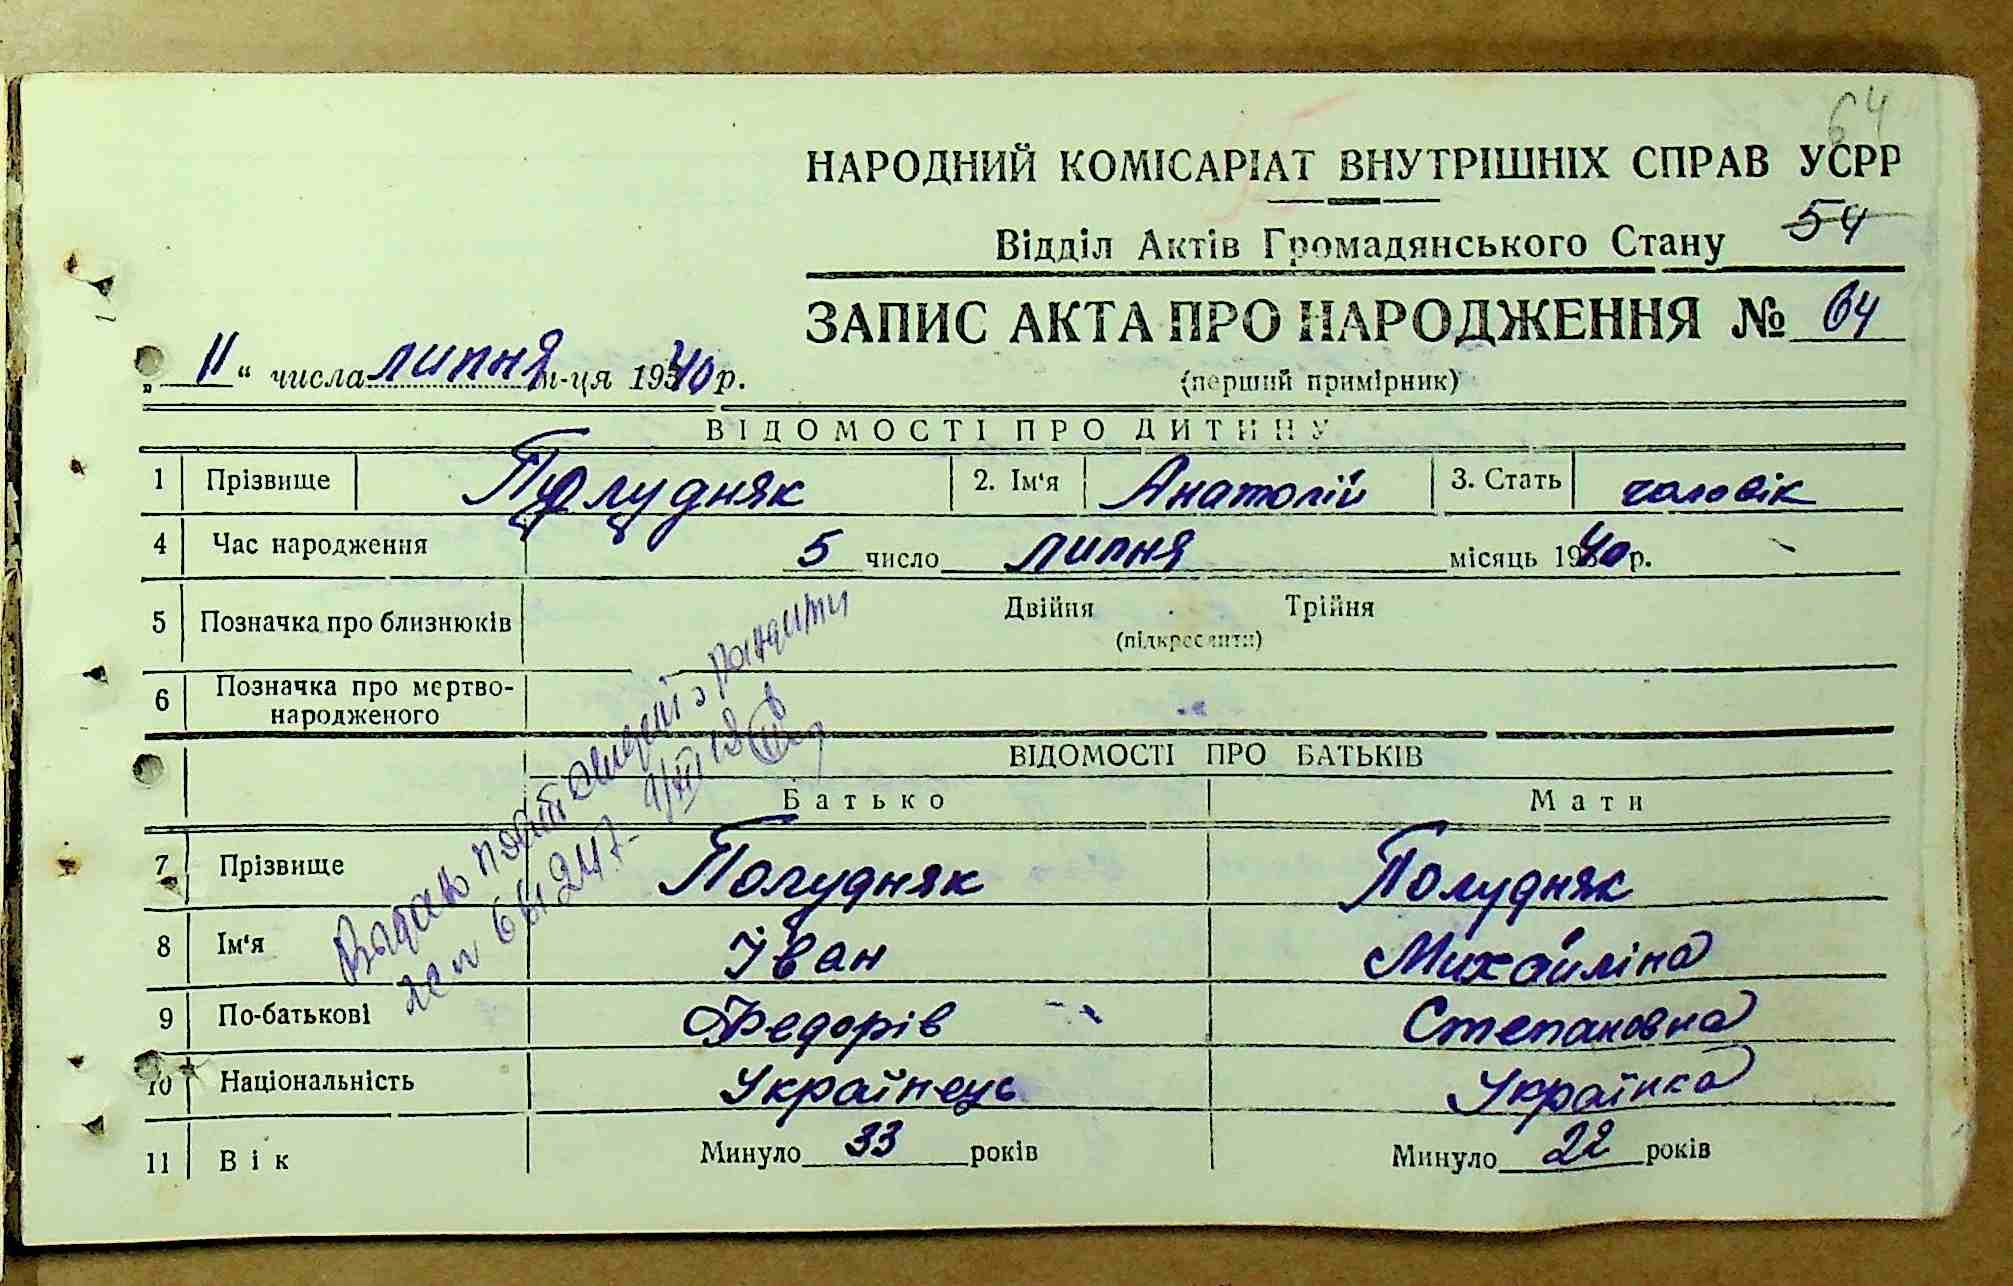 64
НАРОДНИЙ КОМІСАРІАТ ВНУТРІШНІХ СПРАВ УСРР
Відділ Актів Громадянського Стану 54
ЗАПИС АКТА ПРО НАРОДЖЕННЯ № 64
„ 11 “ числа липня м-ця 1940 р.
(перший примірник)
ВІДОМОСТІ ПРО ДИТИНУ
1 Прізвище Полудняк 2. Ім‘я Анатолій 3. Стать чоловік
4 Час народження 5 число липня місяць 1940 р.
5 Позначка про близнюків Двійня Трійня
(підкреслити)
6 Позначка про мертво-
народженого
ВІДОМОСТІ ПРО БАТЬКІВ
Батько Мати
7 Прізвище Полудняк Полудняк
8 Ім‘я Іван Михайліна
9 По-батькові Федорів Степановна
10 Національність Українець Українка
11 Вік Минуло 33 років Минуло 22 років